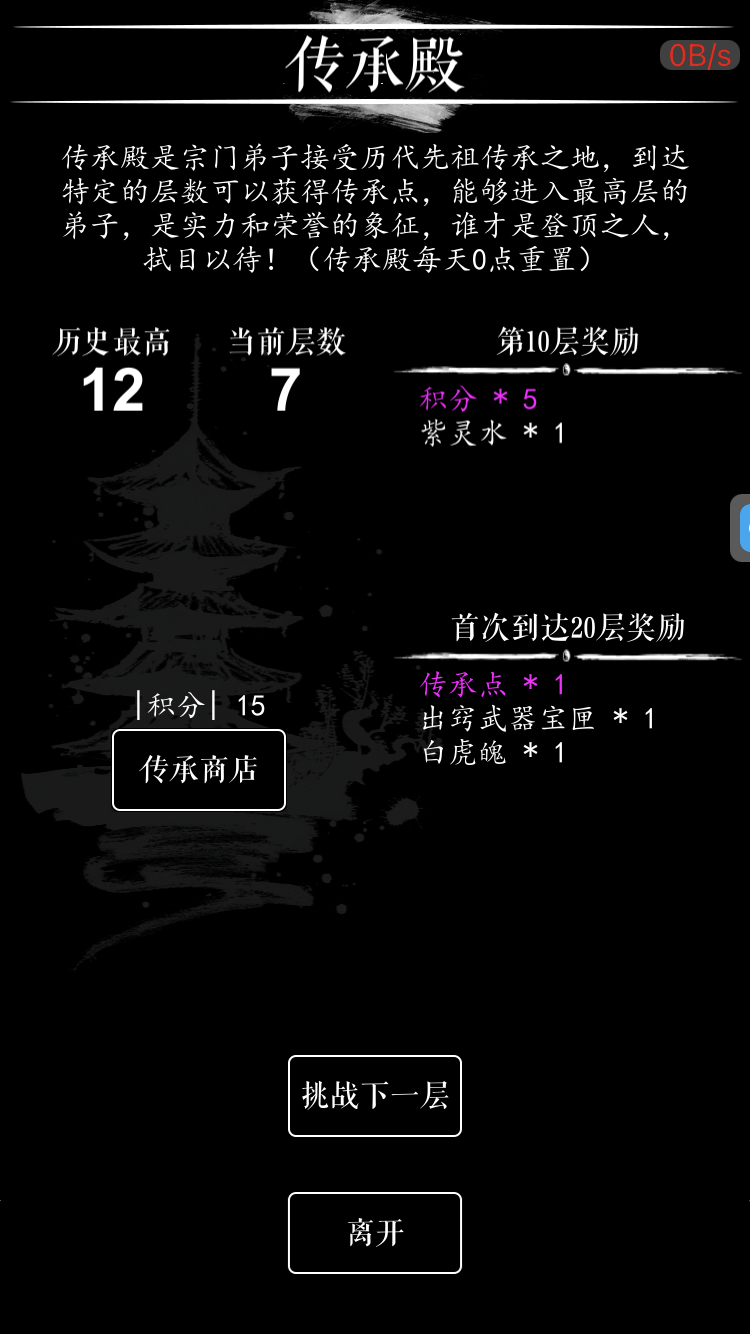 传承殿
0B/s
传承殿是宗门弟子接受历代先祖传承之地，到达
特定的层数可以获得传承点，能够进入最高层的
弟子，是实力和荣誉的象征，谁才是登顶之人，
拭目以待！（传承殿每天0点重置）
历史最高
12
当前层数
7
第10层奖励
积分 * 5
紫灵水 * 1
首次到达20层奖励
传承点 * 1
出窍武器宝匣 * 1
白虎魄 * 1
|积分| 15
传承商店
挑战下一层
离开